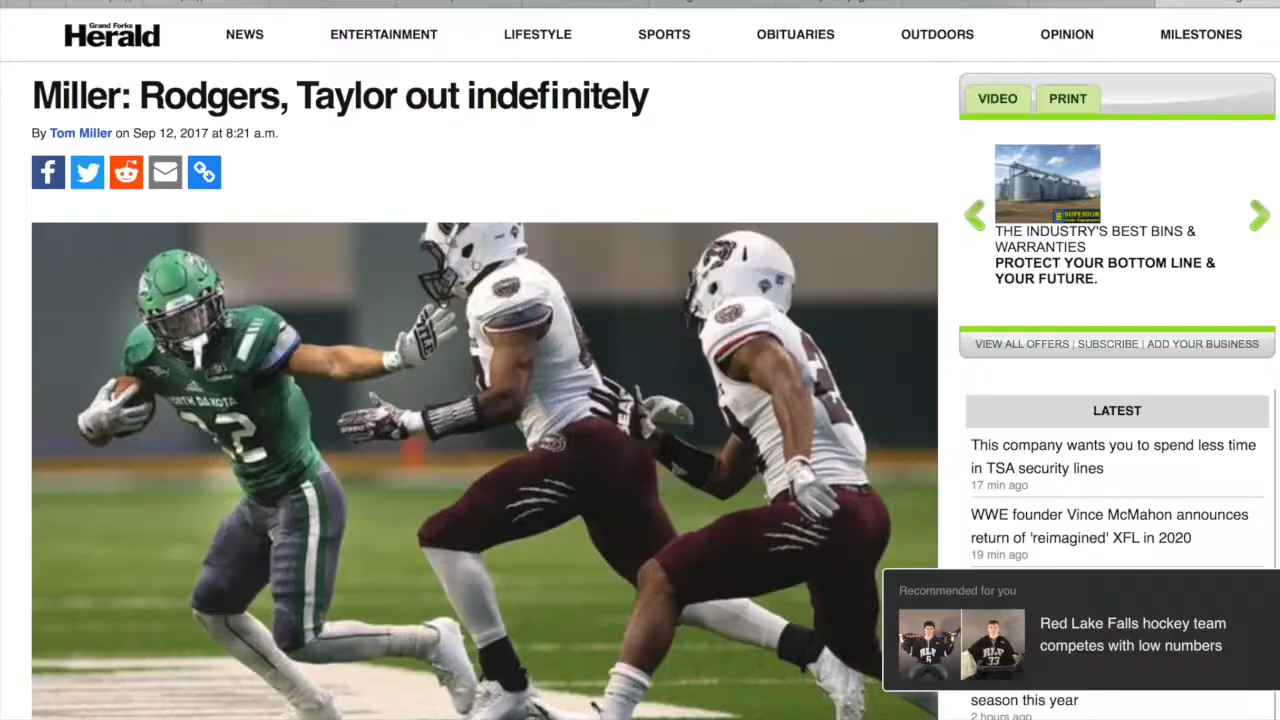 Grand Forks
Herald
NEWS
ENTERTAINMENT
LIFESTYLE
SPORTS
OBITUARIES
OUTDOORS
OPINION
MILESTONES
Miller: Rodgers, Taylor out indefinitely
By Tom Miller on Sep 12, 2017 at 8:21 a.m.
NORTH DAKOTA
VIDEO
PRINT
SUPERIOR
THE INDUSTRY'S BEST BINS &
WARRANTIES
PROTECT YOUR BOTTOM LINE &
YOUR FUTURE.
VIEW ALL OFFERS | SUBSCRIBE | ADD YOUR BUSINESS
LATEST
This company wants you to spend less time
in TSA security lines
17 min ago
WWE founder Vince McMahon announces
return of 'reimagined' XFL in 2020
19 min ago
Recommended for you
Red Lake Falls hockey team
competes with low numbers
season this year
2 hours ago